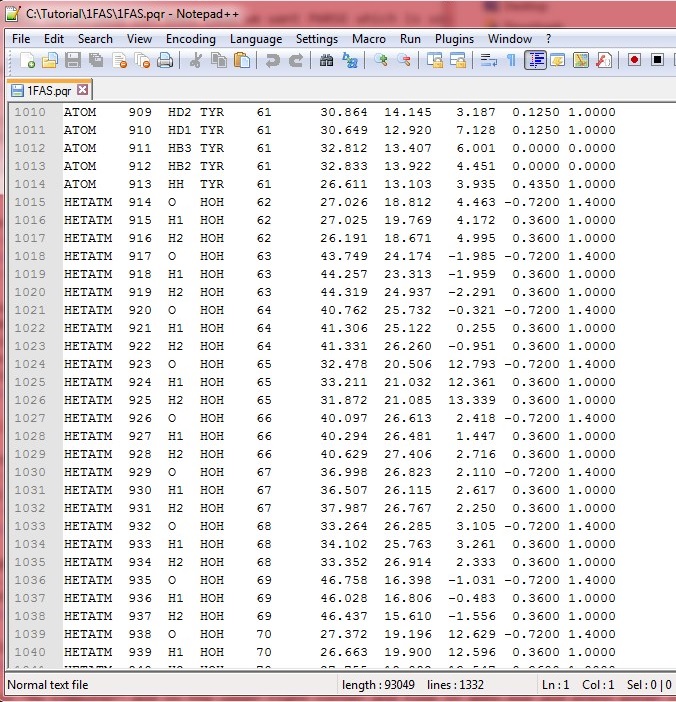 C:\Tutorial\1FAS\1FAS.pqr - Notepad++
File Edit Search View Encoding Language Settings Macro Run Plugins Window ?
1FAS.pqr
1010 ATOM 909 HD2 TYR 61 30.864 14.145 3.187 0.1250 1.0000
1011 ATOM 910 HD1 TYR 61 30.649 12.920 7.128 0.1250 1.0000
1012 ATOM 911 HB3 TYR 61 32.812 13.407 6.001 0.0000 0.0000
1013 ATOM 912 HB2 TYR 61 32.833 13.922 4.451 0.0000 0.0000
1014 ATOM 913 HH TYR 61 26.611 13.103 3.935 0.4350 1.0000
1015 HETATM 914 O HOH 62 27.026 18.812 4.463 -0.7200 1.4000
1016 HETATM 915 H1 HOH 62 27.025 19.769 4.172 0.3600 1.0000
1017 HETATM 916 H2 HOH 62 26.191 18.671 4.995 0.3600 1.0000
1018 HETATM 917 O HOH 63 43.749 24.174 -1.985 -0.7200 1.4000
1019 HETATM 918 H1 HOH 63 44.257 23.313 -1.959 0.3600 1.0000
1020 HETATM 919 H2 HOH 63 44.319 24.937 -2.291 0.3600 1.0000
1021 HETATM 920 O HOH 64 40.762 25.732 -0.321 -0.7200 1.4000
1022 HETATM 921 H1 HOH 64 41.306 25.122 0.255 0.3600 1.0000
1023 HETATM 922 H2 HOH 64 41.331 26.260 -0.951 0.3600 1.0000
1024 HETATM 923 O HOH 65 32.478 20.506 12.793 -0.7200 1.4000
1025 HETATM 924 H1 HOH 65 33.211 21.032 12.361 0.3600 1.0000
1026 HETATM 925 H2 HOH 65 31.872 21.085 13.339 0.3600 1.0000
1027 HETATM 926 O HOH 66 40.097 26.613 2.418 -0.7200 1.4000
1028 HETATM 927 H1 HOH 66 40.294 26.481 1.447 0.3600 1.0000
1029 HETATM 928 H2 HOH 66 40.629 27.406 2.716 0.3600 1.0000
1030 HETATM 929 O HOH 67 36.998 26.823 2.110 -0.7200 1.4000
1031 HETATM 930 H1 HOH 67 36.507 26.115 2.617 0.3600 1.0000
1032 HETATM 931 H2 HOH 67 37.987 26.767 2.250 0.3600 1.0000
1033 HETATM 932 O HOH 68 33.264 26.285 3.105 -0.7200 1.4000
1034 HETATM 933 H1 HOH 68 34.102 25.763 3.261 0.3600 1.0000
1035 HETATM 934 H2 HOH 68 33.352 26.914 2.333 0.3600 1.0000
1036 HETATM 935 O HOH 69 46.758 16.398 -1.031 -0.7200 1.4000
1037 HETATM 936 H1 HOH 69 46.028 16.806 -0.483 0.3600 1.0000
1038 HETATM 937 H2 HOH 69 46.437 15.610 -1.556 0.3600 1.0000
1039 HETATM 938 O HOH 70 27.372 19.196 12.629 -0.7200 1.4000
1040 HETATM 939 H1 HOH 70 26.663 19.900 12.596 0.3600 1.0000
Normal text file length : 93049 lines : 1332 Ln : 1 Col : 1 Sel : 0 | 0